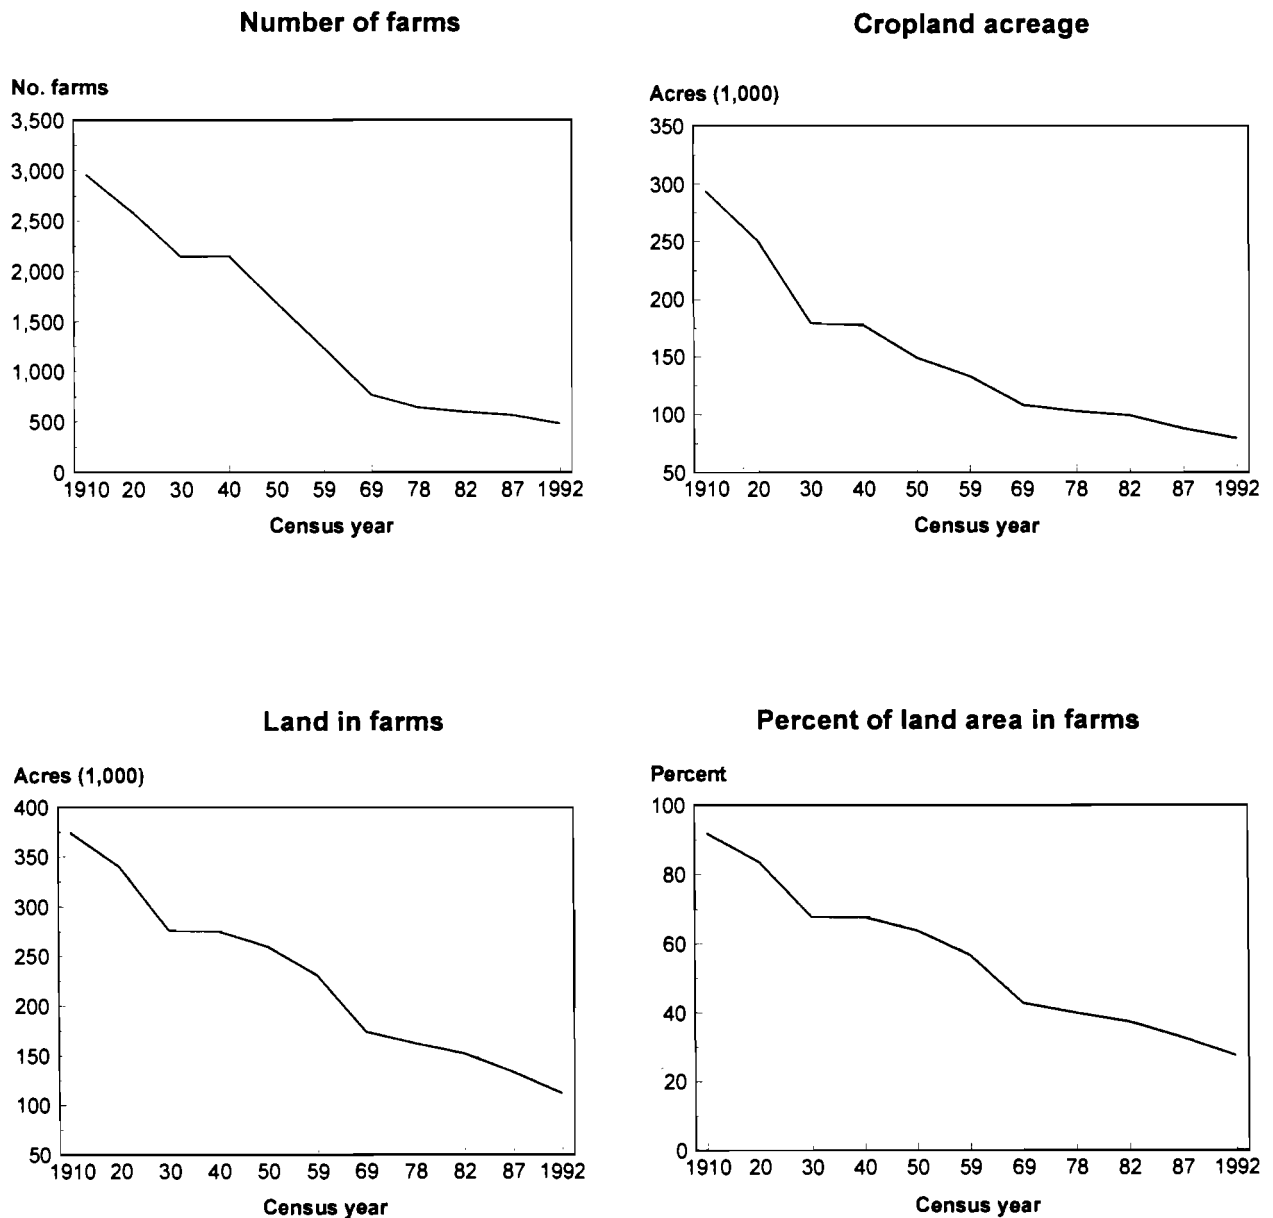 Number of farms
No. farms
3,500
3,000
2,500
2,000
1,500
1,000
500
0
1910 20 30 40 50 59 69 78 82 87 1992
Census year
Cropland acreage
Acres (1,000)
350
300
250
200
150
100
50
1910 20 30 40 50 59 69 78 82 87 1992
Census year
Land in farms
Acres (1,000)
400
350
300
250
200
150
100
50
1910 20 30 40 50 59 69 78 82 87 1992
Census year
Percent of land area in farms
Percent
100
80
60
40
20
0
1910 20 30 40 50 59 69 78 82 87 1992
Census year